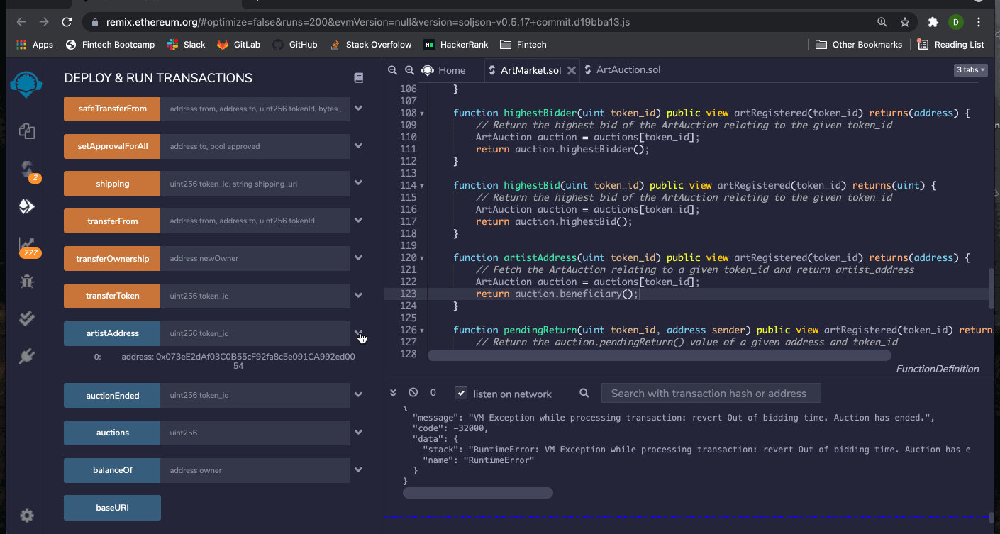 remix.ethereum.org/#optimize=false&runs=200&evmVersion=null&version=soljson-v0.5.17+commit.d19bba13.js
D
Apps
Fintech Bootcamp
Slack
GitLab
GitHub
Stack Overfolow
HackerRank
Fintech
Other Bookmarks
Reading List
DEPLOY & RUN TRANSACTIONS
safeTransferFrom
address from, address to, uint256 tokenId, bytes _
setApprovalForAll
address to, bool approved
shipping
uint256 token_id, string shipping_uri
transferFrom
address from, address to, uint256 tokenId
transferOwnership
address newOwner
transferToken
uint256 token_id
artistAddress
uint256 token_id
0: address: 0x073eE2dAf03C0B55cF92fa8c5e091CA992ed00
54
auctionEnded
uint256 token_id
auctions
uint256
balanceOf
address owner
baseURI
2
227
Home
ArtMarket.sol
ArtAuction.sol
3 tabs
106 }
107
108 function highestBidder(uint token_id) public view artRegistered(token_id) returns(address) {
109 // Return the highest bid of the ArtAuction relating to the given token_id
110 ArtAuction auction = auctions[token_id];
111 return auction.highestBidder();
112 }
113
114 function highestBid(uint token_id) public view artRegistered(token_id) returns(uint) {
115 // Return the highest bid of the ArtAuction relating to the given token_id
116 ArtAuction auction = auctions[token_id];
117 return auction.highestBid();
118 }
119
120 function artistAddress(uint token_id) public view artRegistered(token_id) returns(address) {
121 // Fetch the ArtAuction relating to a given token_id and return artist_address
122 ArtAuction auction = auctions[token_id];
123 return auction.beneficiary();
124 }
125
126 function pendingReturn(uint token_id, address sender) public view artRegistered(token_id) return
127 // Return the auction.pendingReturn() value of a given address and token_id
128
FunctionDefinition
0
listen on network
Search with transaction hash or address
{
"message": "VM Exception while processing transaction: revert Out of bidding time. Auction has ended.",
"code": -32000,
"data": {
"stack": "RuntimeError: VM Exception while processing transaction: revert Out of bidding time. Auction has e
"name": "RuntimeError"
}
}